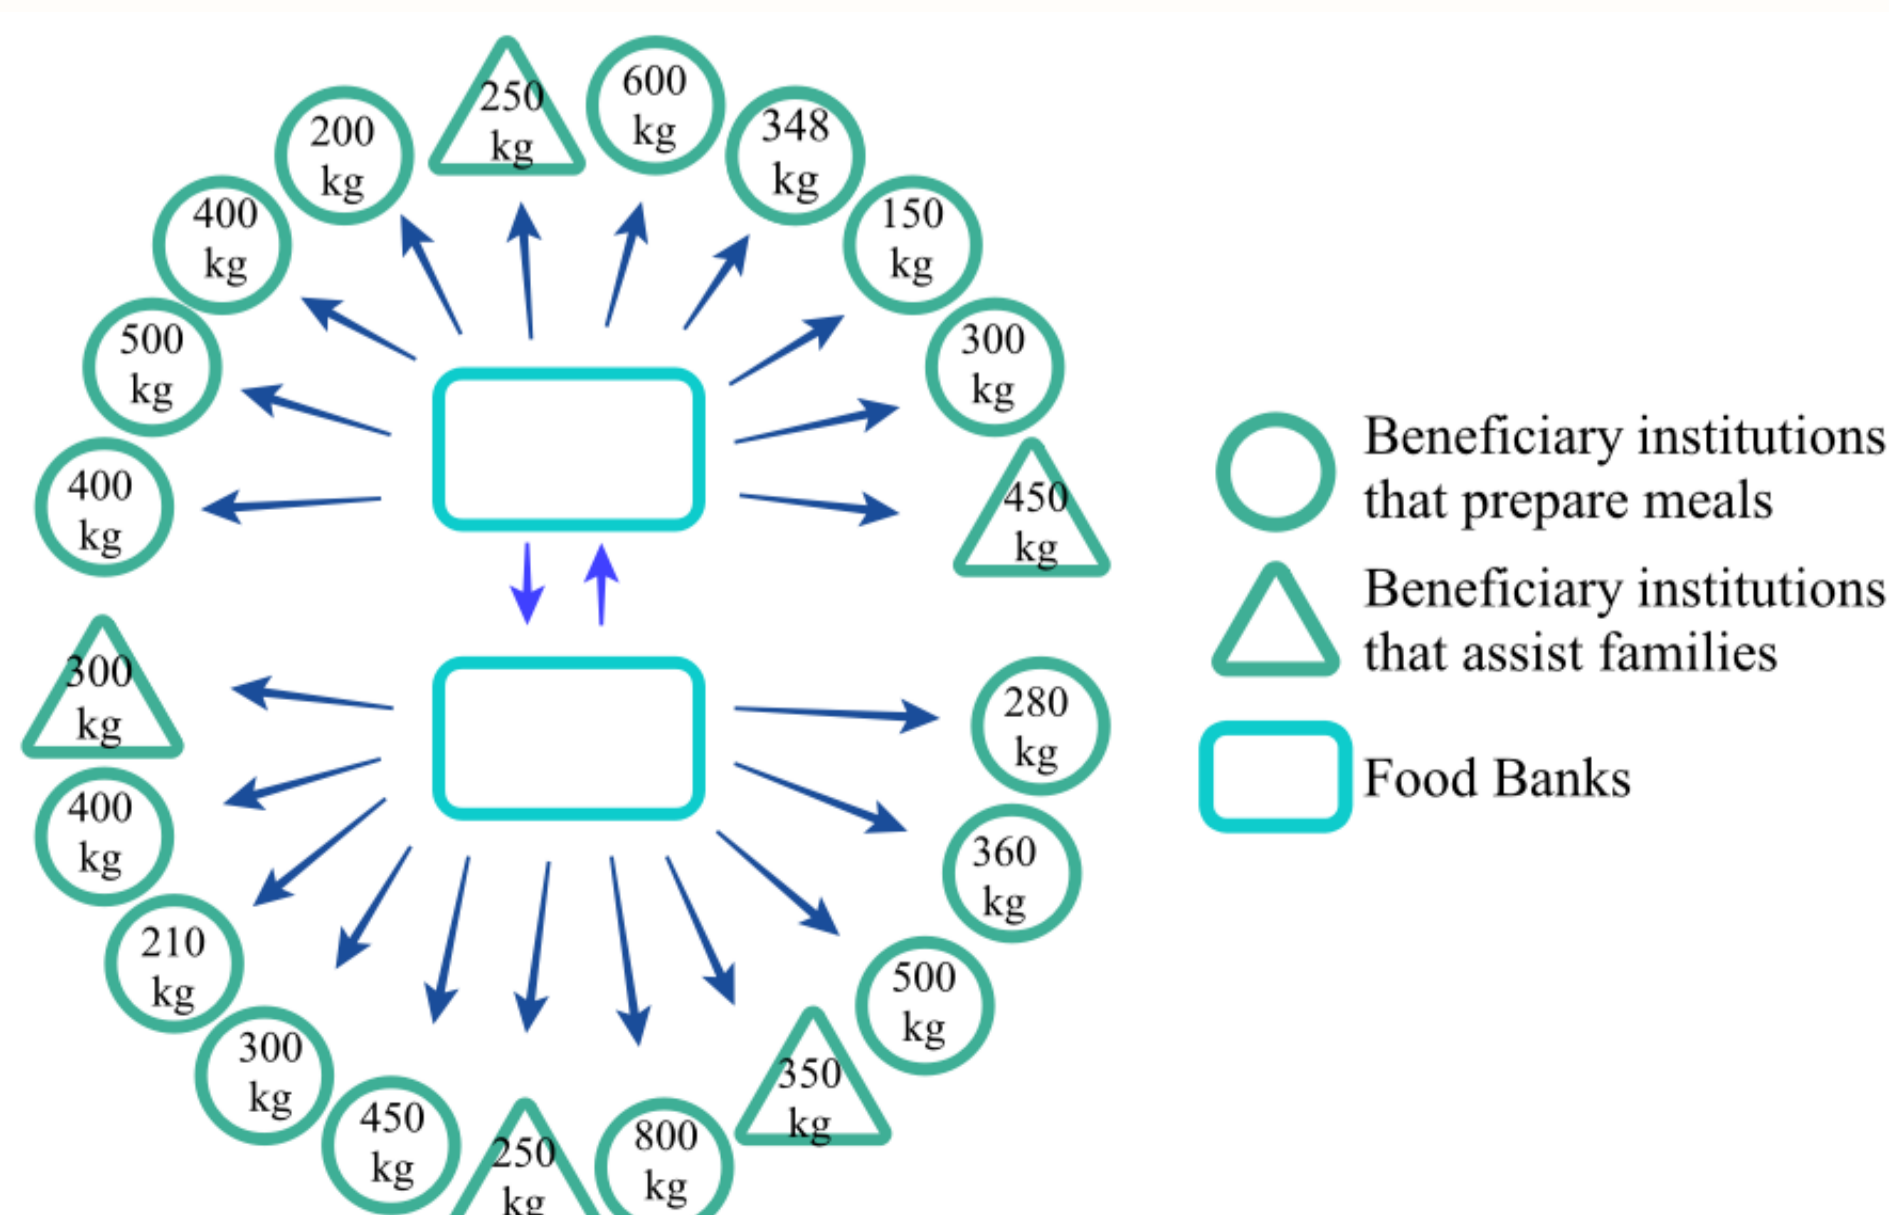 250
kg
600
kg
348
kg
200
kg
150
kg
400
kg
300
kg
500
kg
450
kg
400
kg
300
kg
280
kg
400
kg
360
kg
210
kg
500
kg
300
kg
350
kg
450
kg
250
kg
800
kg
Beneficiary institutions
that prepare meals
Beneficiary institutions
that assist families
Food Banks